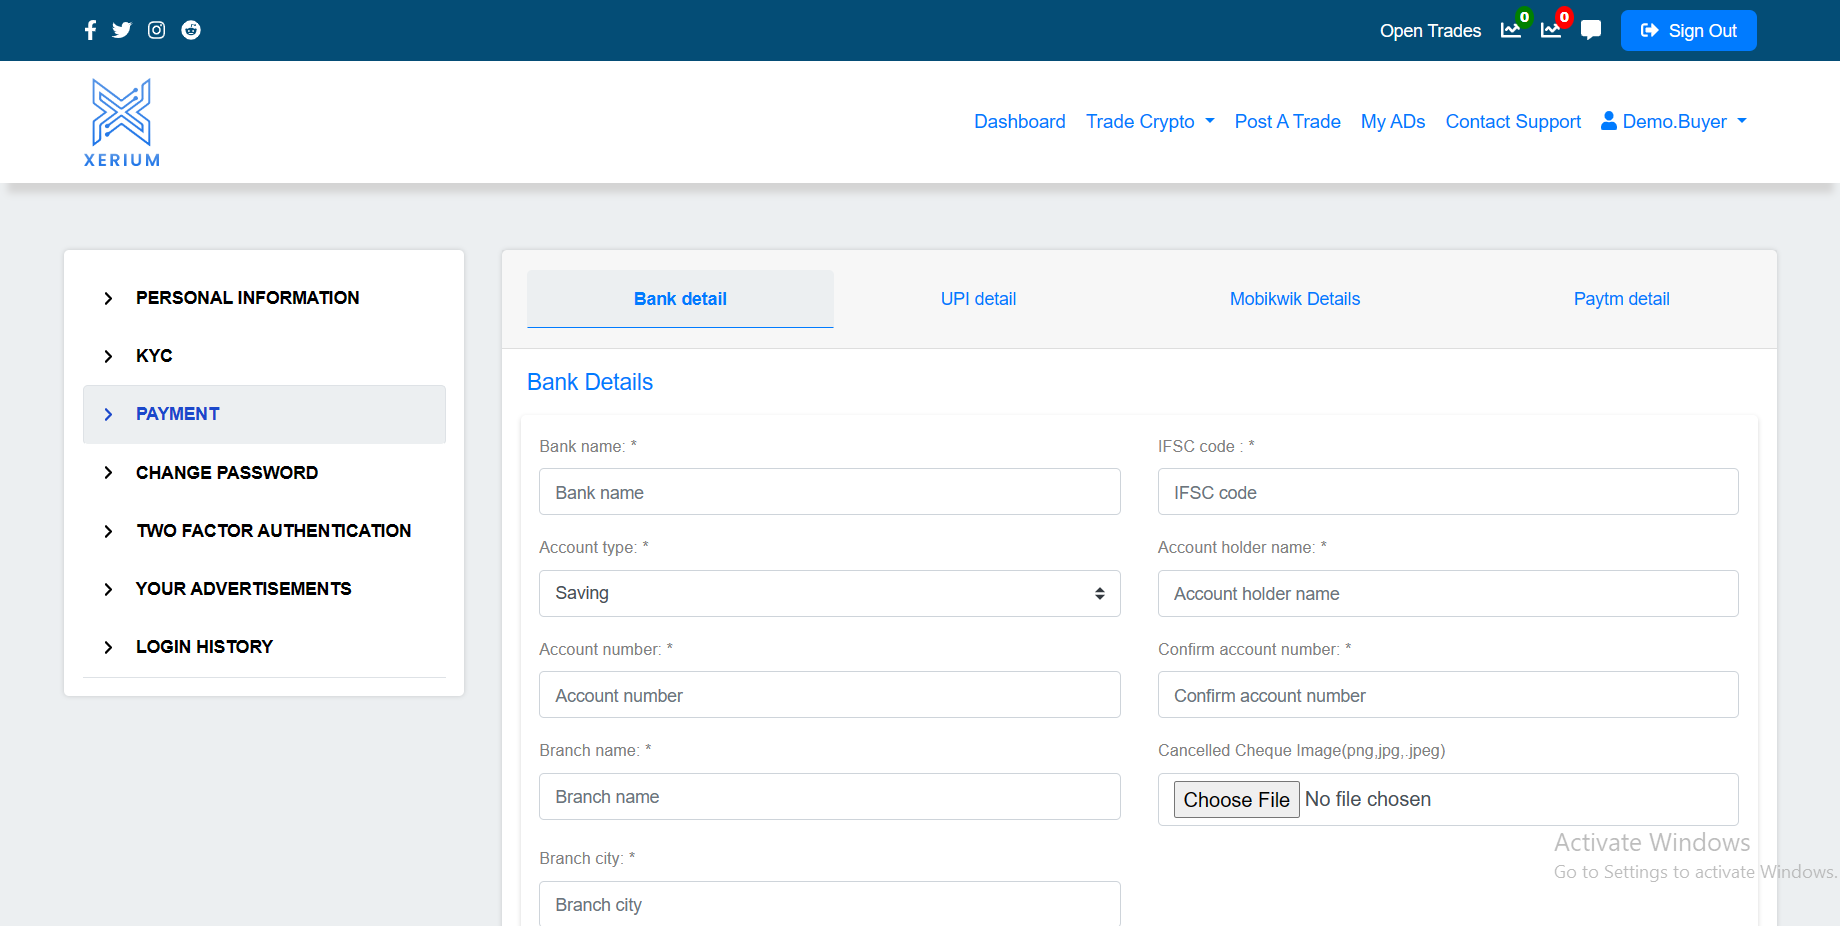 Open Trades 0 0 Sign Out
XERIUM
Dashboard Trade Crypto Post A Trade My ADs Contact Support Demo.Buyer
PERSONAL INFORMATION
KYC
PAYMENT
CHANGE PASSWORD
TWO FACTOR AUTHENTICATION
YOUR ADVERTISEMENTS
LOGIN HISTORY
Bank detail UPI detail Mobikwik Details Paytm detail
Bank Details
Bank name: * IFSC code : *
Bank name IFSC code
Account type: * Account holder name: *
Saving Account holder name
Account number: * Confirm account number: *
Account number Confirm account number
Branch name: * Cancelled Cheque Image(png,jpg,.jpeg)
Branch name Choose File No file chosen
Branch city: *
Branch city
Activate Windows
Go to Settings to activate Windows.